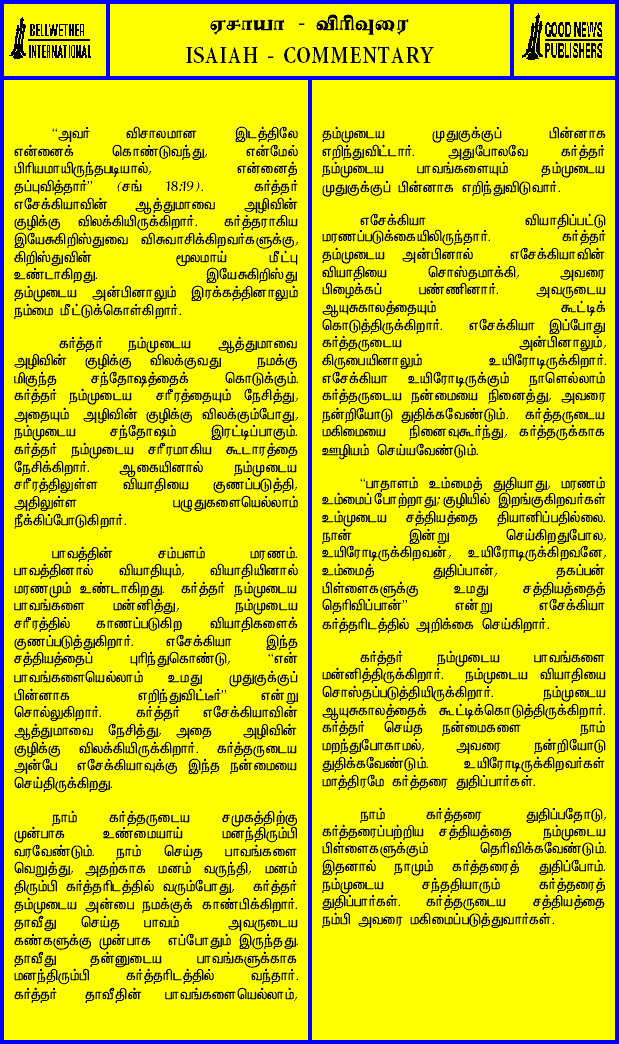 BELLWETHER
INTERNATIONAL
ஏசாயா - விரிவுரை
ISAIAH - COMMENTARY
GOOD NEWS
PUBLISHERS
“அவர் விசாலமான இடத்திலே
என்னைக் கொண்டுவந்து, என்மேல்
பிரியமாயிருந்தபடியால், என்னைத்
தப்புவித்தார்” (சங் 18:19). கர்த்தர்
எசேக்கியாவின் ஆத்துமாவை அழிவின்
குழிக்கு விலக்கியிருக்கிறார். கர்த்தராகிய
இயேசுகிறிஸ்துவை விசுவாசிக்கிறவர்களுக்கு,
கிறிஸ்துவின் மூலமாய் மீட்பு
உண்டாகிறது. இயேசுகிறிஸ்து
தம்முடைய அன்பினாலும் இரக்கத்தினாலும்
நம்மை மீட்டுக்கொள்கிறார்.
கர்த்தர் நம்முடைய ஆத்துமாவை
அழிவின் குழிக்கு விலக்குவது நமக்கு
மிகுந்த சந்தோஷத்தைக் கொடுக்கும்.
கர்த்தர் நம்முடைய சரீரத்தையும் நேசித்து,
அதையும் அழிவின் குழிக்கு விலக்கும்போது,
நம்முடைய சந்தோஷம் இரட்டிப்பாகும்.
கர்த்தர் நம்முடைய சரீரமாகிய கூடாரத்தை
நேசிக்கிறார். ஆகையினால் நம்முடைய
சரீரத்திலுள்ள வியாதியை குணப்படுத்தி,
அதிலுள்ள பழுதுகளையெல்லாம்
நீக்கிப்போடுகிறார்.
பாவத்தின் சம்பளம் மரணம்.
பாவத்தினால் வியாதியும், வியாதியினால்
மரணமும் உண்டாகிறது. கர்த்தர் நம்முடைய
பாவங்களை மன்னித்து, நம்முடைய
சரீரத்தில் காணப்படுகிற வியாதிகளைக்
குணப்படுத்துகிறார். எசேக்கியா இந்த
சத்தியத்தைப் புரிந்துகொண்டு, “என்
பாவங்களையெல்லாம் உமது முதுகுக்குப்
பின்னாக எறிந்துவிட்டீர்” என்று
சொல்லுகிறார். கர்த்தர் எசேக்கியாவின்
ஆத்துமாவை நேசித்து, அதை அழிவின்
குழிக்கு விலக்கியிருக்கிறார். கர்த்தருடைய
அன்பே எசேக்கியாவுக்கு இந்த நன்மையை
செய்திருக்கிறது.
நாம் கர்த்தருடைய சமுகத்திற்கு
முன்பாக உண்மையாய் மனந்திரும்பி
வரவேண்டும். நாம் செய்த பாவங்களை
வெறுத்து, அதற்காக மனம் வருந்தி, மனம்
திரும்பி கர்த்தரிடத்தில் வரும்போது, கர்த்தர்
தம்முடைய அன்பை நமக்குக் காண்பிக்கிறார்.
தாவீது செய்த பாவம் அவருடைய
கண்களுக்கு முன்பாக எப்போதும் இருந்தது.
தாவீது தன்னுடைய பாவங்களுக்காக
மனந்திரும்பி கர்த்தரிடத்தில் வந்தார்.
கர்த்தர் தாவீதின் பாவங்களையெல்லாம்,
தம்முடைய முதுகுக்குப் பின்னாக
எறிந்துவிட்டார். அதுபோலவே கர்த்தர்
நம்முடைய பாவங்களையும் தம்முடைய
முதுகுக்குப் பின்னாக எறிந்துவிடுவார்.
எசேக்கியா வியாதிப்பட்டு
மரணப்படுக்கையிலிருந்தார். கர்த்தர்
தம்முடைய அன்பினால் எசேக்கியாவின்
வியாதியை சொஸ்தமாக்கி, அவரை
பிழைக்கப் பண்ணினார். அவருடைய
ஆயுசுகாலத்தையும் கூட்டிக்
கொடுத்திருக்கிறார். எசேக்கியா இப்போது
கர்த்தருடைய அன்பினாலும்,
கிருபையினாலும் உயிரோடிருக்கிறார்.
எசேக்கியா உயிரோடிருக்கும் நாளெல்லாம்
கர்த்தருடைய நன்மையை நினைத்து, அவரை
நன்றியோடு துதிக்கவேண்டும். கர்த்தருடைய
மகிமையை நினைவுகூர்ந்து, கர்த்தருக்காக
ஊழியம் செய்யவேண்டும்.
“பாதாளம் உம்மைத் துதியாது, மரணம்
உம்மைப்போற்றாது; குழியில் இறங்குகிறவர்கள்
உம்முடைய சத்தியத்தை தியானிப்பதில்லை.
நான் இன்று செய்கிறதுபோல,
உயிரோடிருக்கிறவன், உயிரோடிருக்கிறவனே,
உம்மைத் துதிப்பான், தகப்பன்
பிள்ளைகளுக்கு உமது சத்தியத்தைத்
தெரிவிப்பான்” என்று எசேக்கியா
கர்த்தரிடத்தில் அறிக்கை செய்கிறார்.
கர்த்தர் நம்முடைய பாவங்களை
மன்னித்திருக்கிறார். நம்முடைய வியாதியை
சொஸ்தப்படுத்தியிருக்கிறார். நம்முடைய
ஆயுசுகாலத்தைக் கூட்டிக்கொடுத்திருக்கிறார்.
கர்த்தர் செய்த நன்மைகளை நாம்
மறந்துபோகாமல், அவரை நன்றியோடு
துதிக்கவேண்டும். உயிரோடிருக்கிறவர்கள்
மாத்திரமே கர்த்தரை துதிப்பார்கள்.
நாம் கர்த்தரை துதிப்பதோடு,
கர்த்தரைப்பற்றிய சத்தியத்தை நம்முடைய
பிள்ளைகளுக்கும் தெரிவிக்கவேண்டும்.
இதனால் நாமும் கர்த்தரைத் துதிப்போம்.
நம்முடைய சந்ததியாரும் கர்த்தரைத்
துதிப்பார்கள். கர்த்தருடைய சத்தியத்தை
நம்பி அவரை மகிமைப்படுத்துவார்கள்.